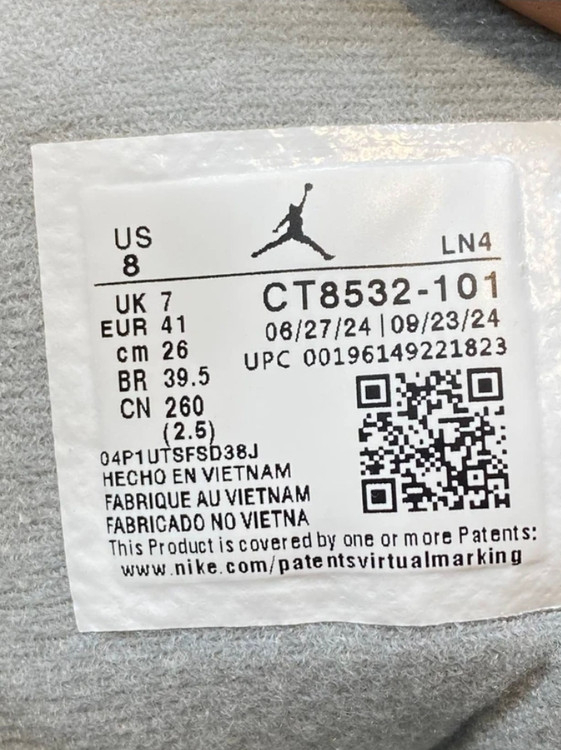 US
8
LN4
UK 7
EUR 41
cm 26
BR 39.5
CN 260
(2.5)
CT8532-101
06/27/24 | 09/23/24
UPC 00196149221823
04P1UTSFSD38J
HECHO EN VIETNAM
FABRIQUE AU VIETNAM
FABRICADO NO VIETNA
This Product is covered by one or more Patents:
www.nike.com/patentsvirtualmarking